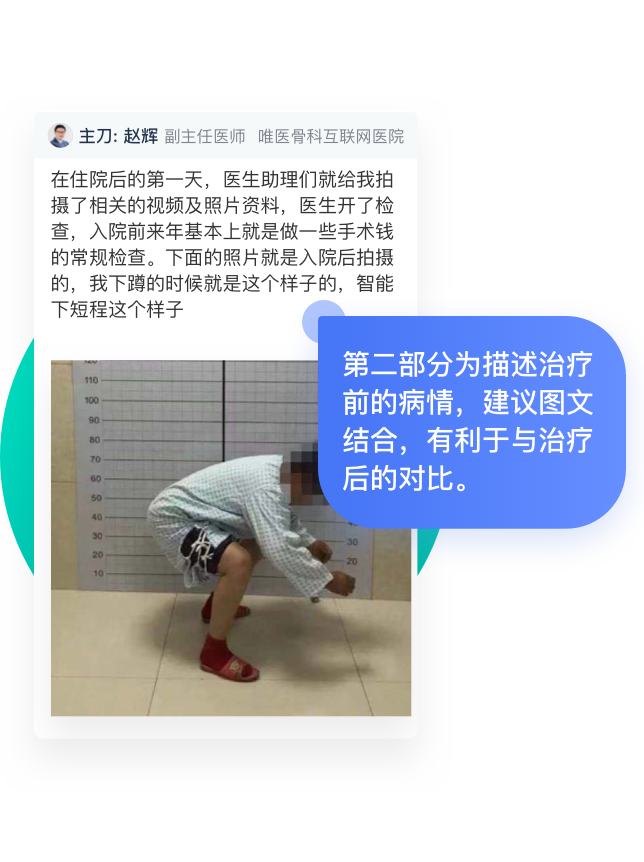 主刀: 赵辉 副主任医师 唯医骨科互联网医院
在住院后的第一天，医生助理们就给我拍
摄了相关的视频及照片资料，医生开了检
查，入院前来年基本上就是做一些手术钱
的常规检查。下面的照片就是入院后拍摄
的，我下蹲的时候就是这个样子的，智能
下短程这个样子
第二部分为描述治疗
前的病情，建议图文
结合，有利于与治疗
后的对比。
120
110
100
90
80
70
60
50
40
30
20
10
40
30
20